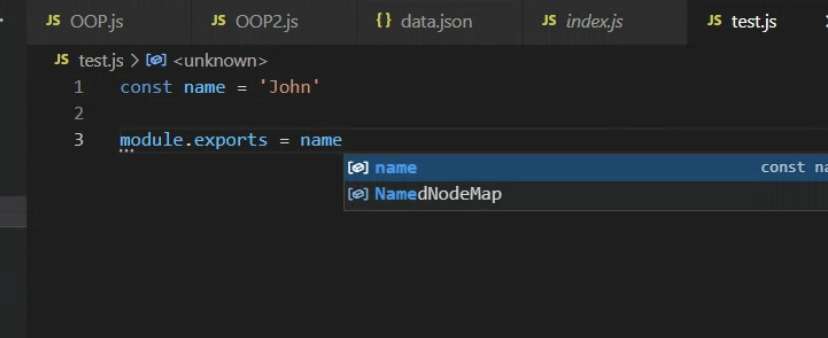 JS OOP.js JS OOP2.js {} data.json JS index.js JS test.js
JS test.js > <unknown>
1 const name = 'John'
2
3 module.exports = name
name const na
NamedNodeMap